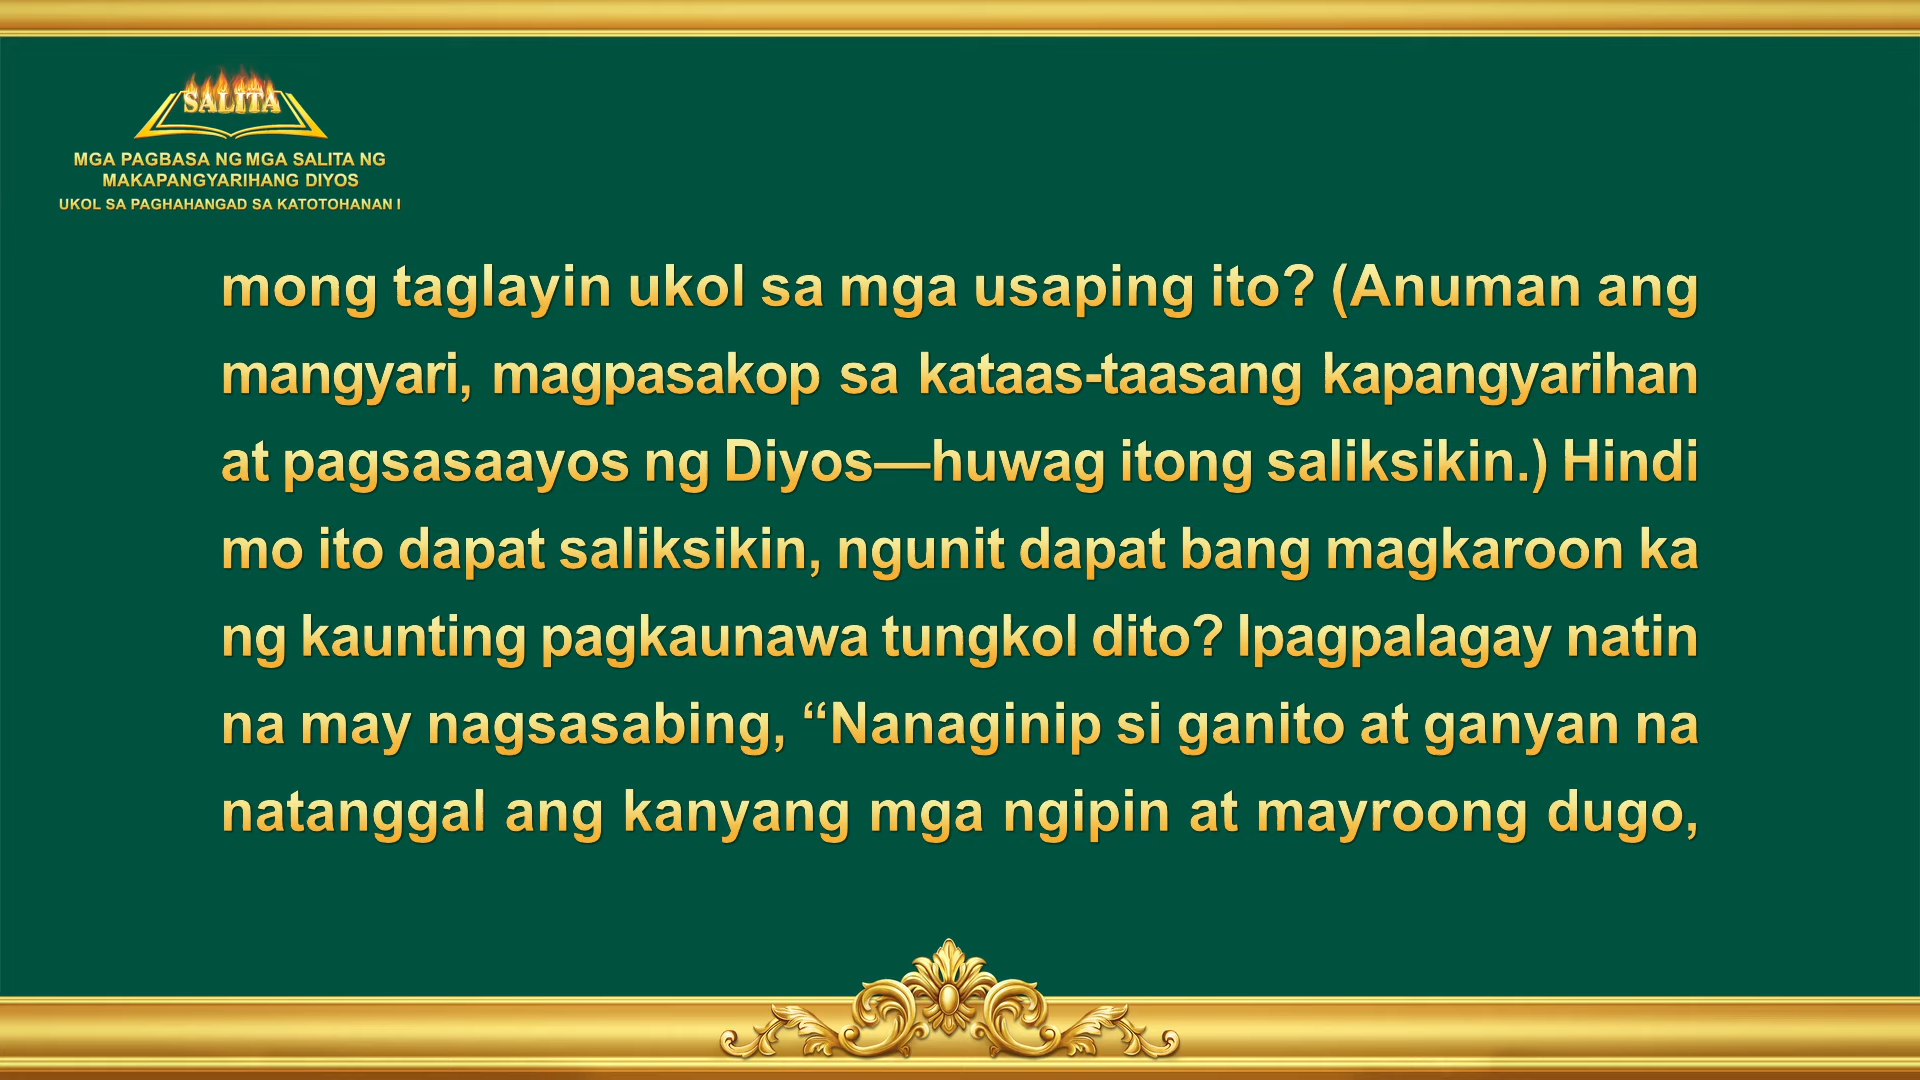 SALITA
MGA PAGBASA NG MGA SALITA NG
MAKAPANGYARIHANG DIYOS
UKOL SA PAGHAHANGAD SA KATOTOHANAN I
mong taglayin ukol sa mga usaping ito? (Anuman ang
mangyari, magpasakop sa kataas-taasang kapangyarihan
at pagsasaayos ng Diyos—huwag itong saliksikin.) Hindi
mo ito dapat saliksikin, ngunit dapat bang magkaroon ka
ng kaunting pagkaunawa tungkol dito? Ipagpalagay natin
na may nagsasabing, “Nanaginip si ganito at ganyan na
natanggal ang kanyang mga ngipin at mayroong dugo,